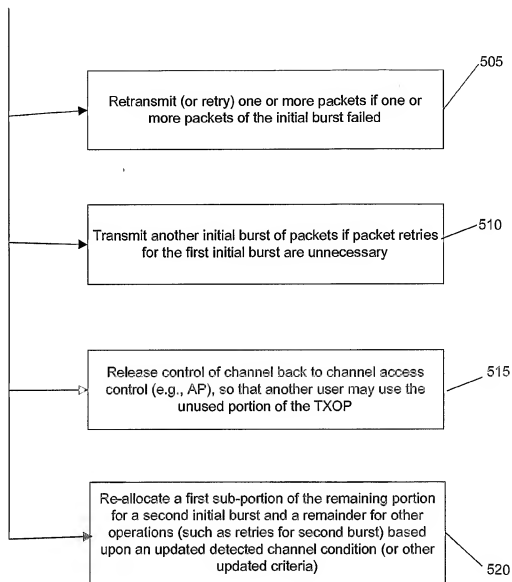 505
Retransmit (or retry) one or more packets if one or
more packets of the initial burst failed
510
Transmit another initial burst of packets if packet retries
for the first initial burst are unnecessary
Release control of channel back to channel access
control (e.g., AP), so that another user may use the
unused portion of the TXOP
515
Re-allocate a first sub-portion of the remaining portion
for a second initial burst and a remainder for other
operations (such as retries for second burst) based
upon an updated detected channel condition (or other
updated criteria)
520